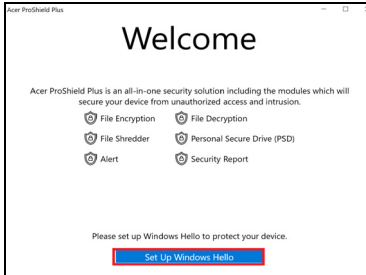 Acer ProShield Plus
Welcome
Acer ProShield Plus is an all-in-one security solution including the modules which will
secure your device from unauthorized access and intrusion.
File Encryption File Decryption
File Shredder Personal Secure Drive (PSD)
Alert Security Report
Please set up Windows Hello to protect your device.
Set Up Windows Hello